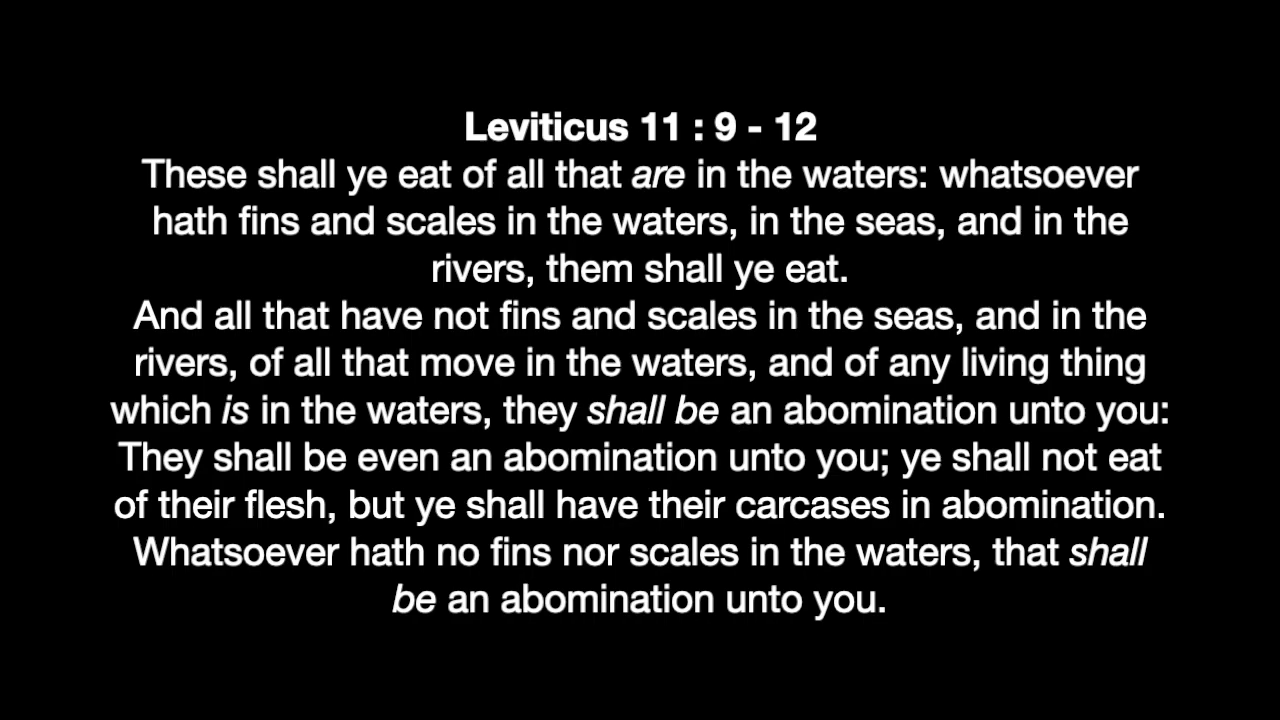 Leviticus 11 : 9 - 12
These shall ye eat of all that are in the waters: whatsoever
hath fins and scales in the waters, in the seas, and in the
rivers, them shall ye eat.
And all that have not fins and scales in the seas, and in the
rivers, of all that move in the waters, and of any living thing
which is in the waters, they shall be an abomination unto you:
They shall be even an abomination unto you; ye shall not eat
of their flesh, but ye shall have their carcases in abomination.
Whatsoever hath no fins nor scales in the waters, that shall
be an abomination unto you.